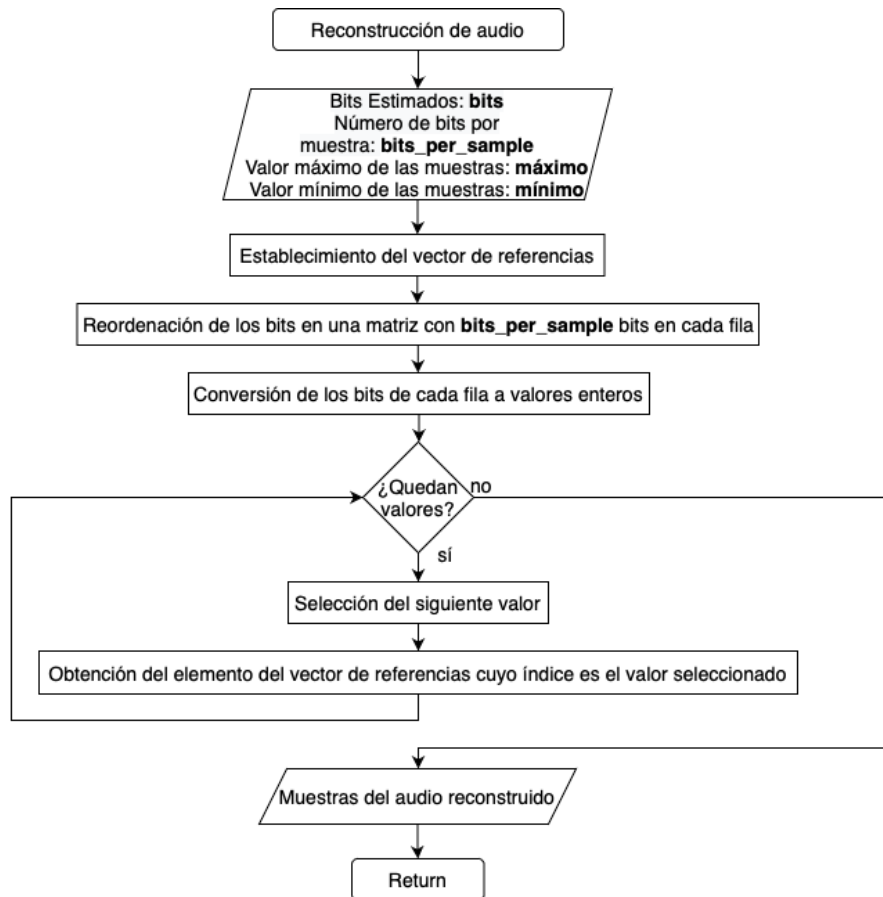 Reconstrucción de audio
Bits Estimados: bits
Número de bits por
muestra: bits_per_sample
Valor máximo de las muestras: máximo
Valor mínimo de las muestras: mínimo
Establecimiento del vector de referencias
Reordenación de los bits en una matriz con bits_per_sample bits en cada fila
Conversión de los bits de cada fila a valores enteros
¿Quedan
valores?
no
sí
Selección del siguiente valor
Obtención del elemento del vector de referencias cuyo índice es el valor seleccionado
Muestras del audio reconstruido
Return